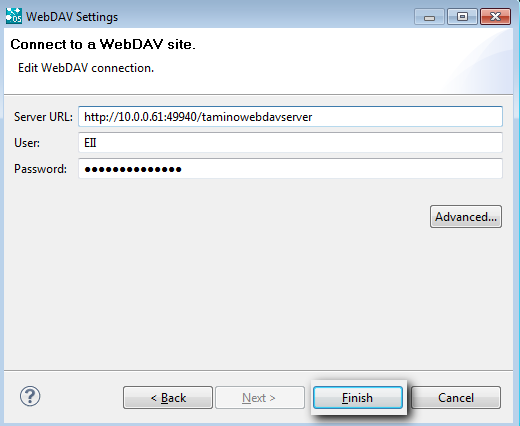 WebDAV Settings
Connect to a WebDAV site.
Edit WebDAV connection.
Server URL: http://10.0.0.61:49940/taminowebdavserver
User: EII
Password: ●●●●●●●●●●●●●●
Advanced...
? < Back Next > Finish Cancel